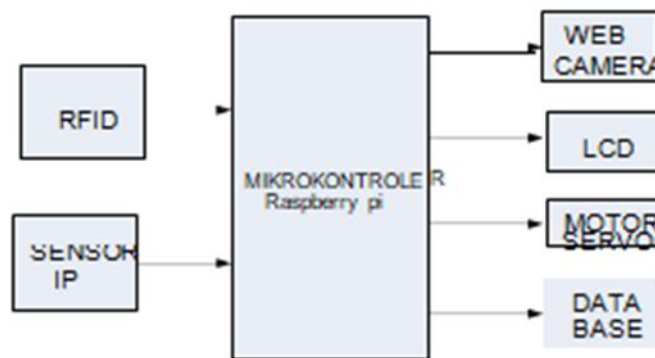 RFID
SENSOR
IP
MIKROKONTROLER
Raspberry pi
WEB
CAMERA
LCD
MOTOR
SERVO
DATA
BASE